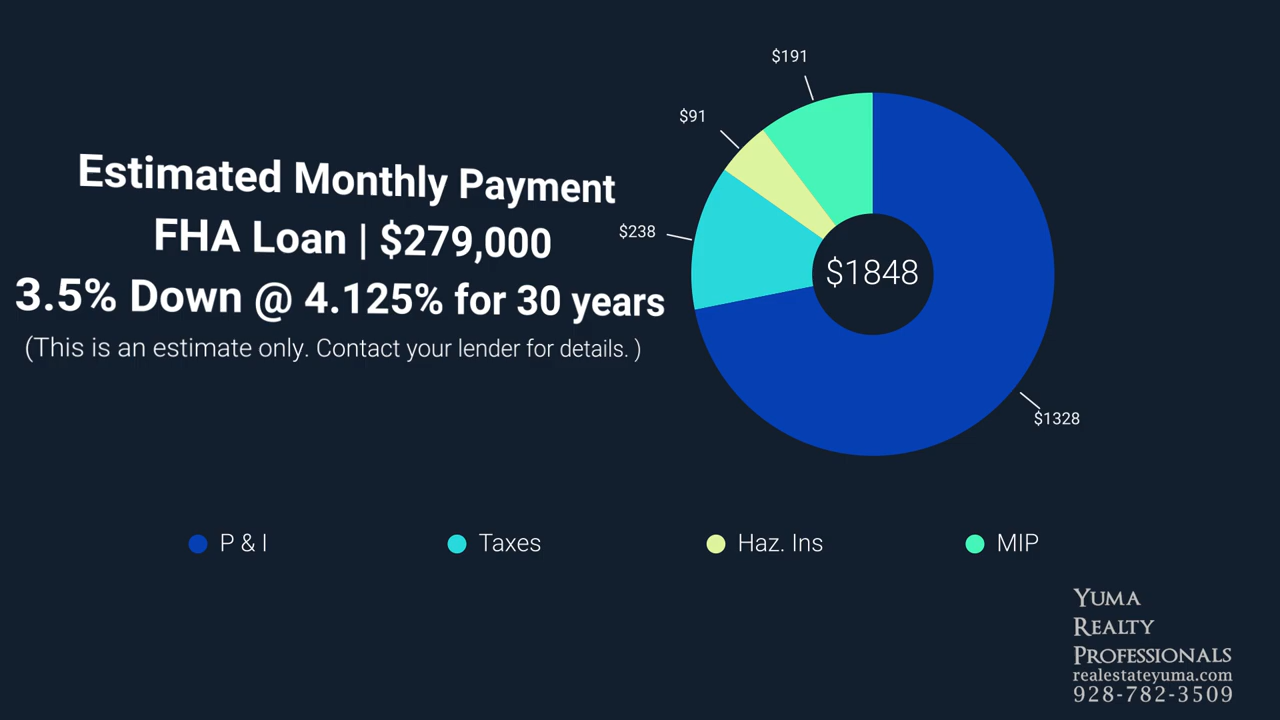 Estimated Monthly Payment
FHA Loan | $279,000
3.5% Down @ 4.125% for 30 years
(This is an estimate only. Contact your lender for details. )
$191
$91
$238
$1848
$1328
P & I
Taxes
Haz. Ins
MIP
YUMA
REALTY
PROFESSIONALS
realestateyuma.com
928-782-3509